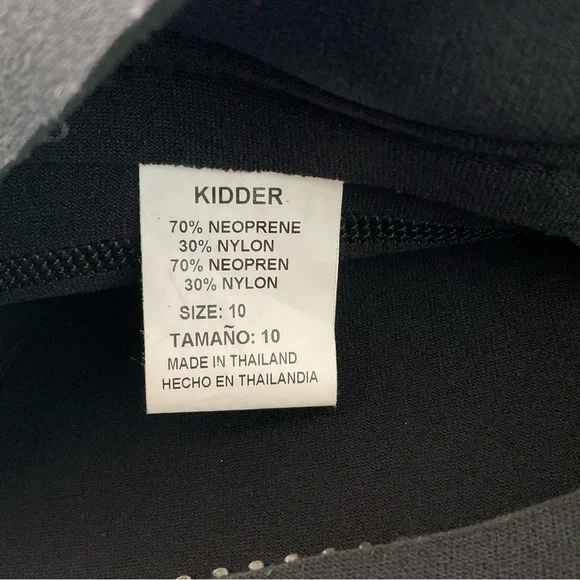 KIDDER
70% NEOPRENE
30% NYLON
70% NEOPREN
30% NYLON
SIZE: 10
TAMAÑO: 10
MADE IN THAILAND
HECHO EN THAILANDIA